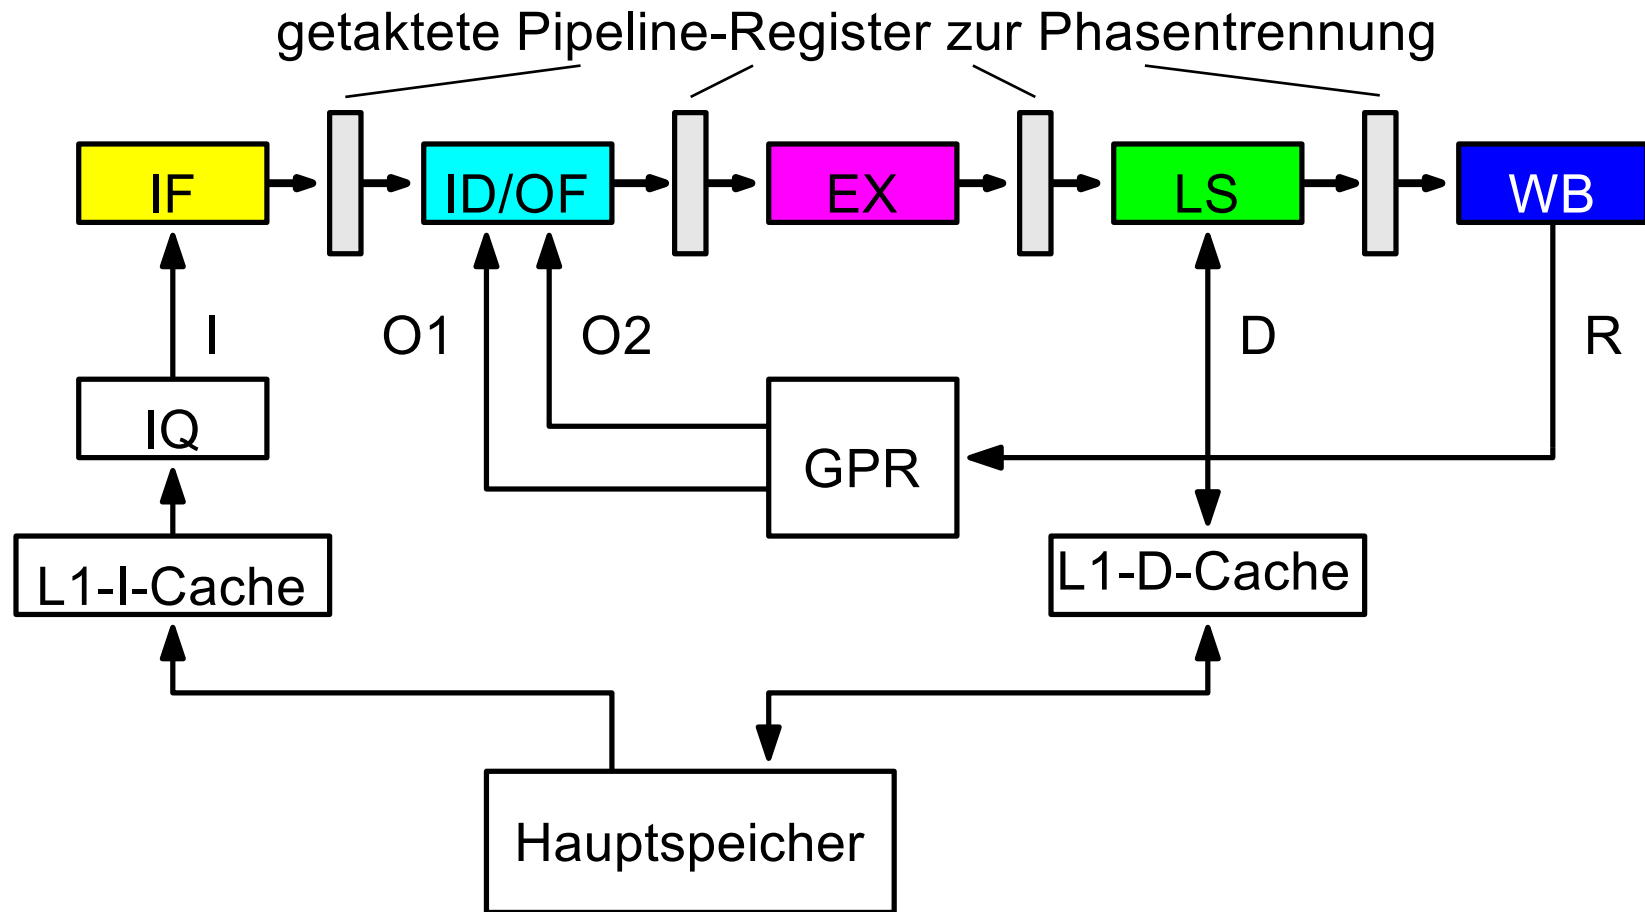 getaktete Pipeline-Register zur Phasentrennung
IF
ID/OF
EX
LS
WB
I
O1
O2
D
R
IQ
GPR
L1-I-Cache
L1-D-Cache
Hauptspeicher